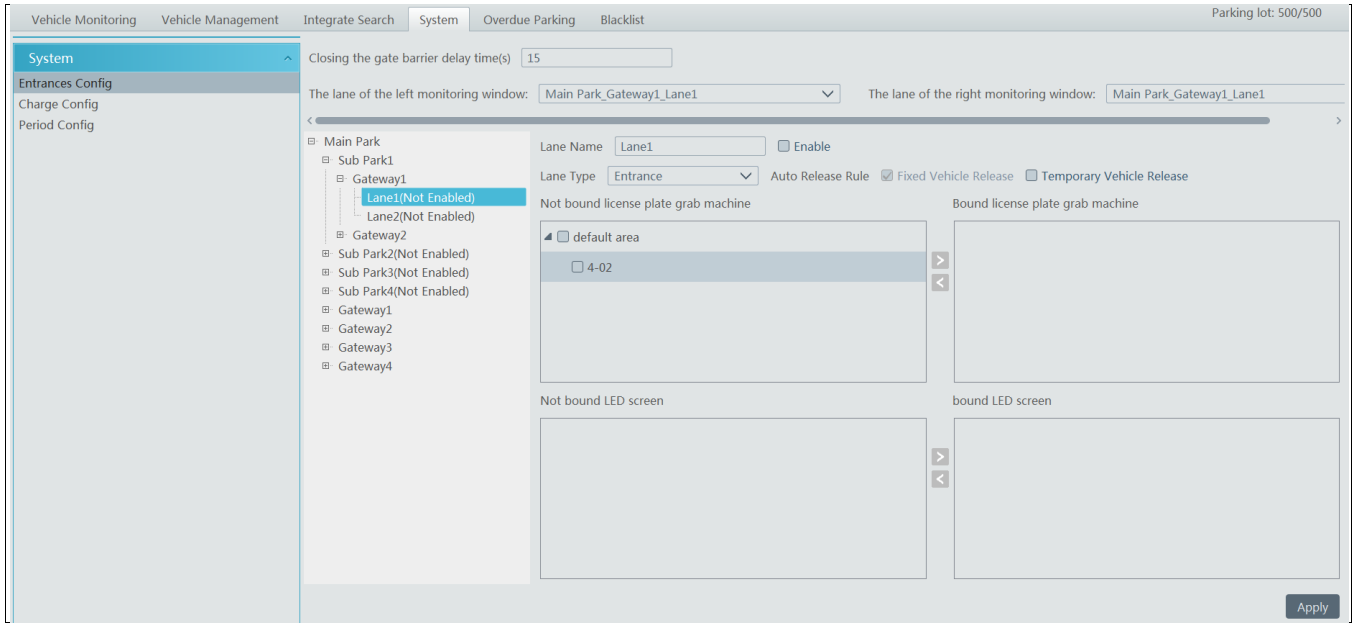 Vehicle Monitoring Vehicle Management Integrate Search System Overdue Parking Blacklist Parking lot: 500/500
System
Entrances Config
Charge Config
Period Config
Closing the gate barrier delay time(s) 15
The lane of the left monitoring window: Main Park_Gateway1_Lane1 The lane of the right monitoring window: Main Park_Gateway1_Lane1
Main Park
Sub Park1
Gateway1
Lane1(Not Enabled)
Lane2(Not Enabled)
Gateway2
Sub Park2(Not Enabled)
Sub Park3(Not Enabled)
Sub Park4(Not Enabled)
Gateway1
Gateway2
Gateway3
Gateway4
Lane Name Lane1 Enable
Lane Type Entrance Auto Release Rule Fixed Vehicle Release Temporary Vehicle Release
Not bound license plate grab machine Bound license plate grab machine
default area
4-02
Not bound LED screen bound LED screen
Apply